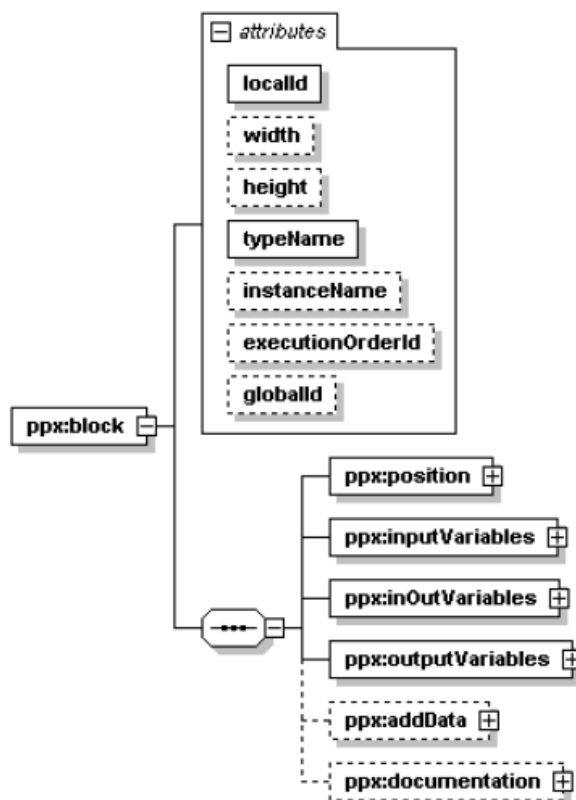 attributes
localId
width
height
typeName
instanceName
executionOrderId
globalId
ppx:block
ppx:position
ppx:inputVariables
ppx:inOutVariables
ppx:outputVariables
ppx:addData
ppx:documentation